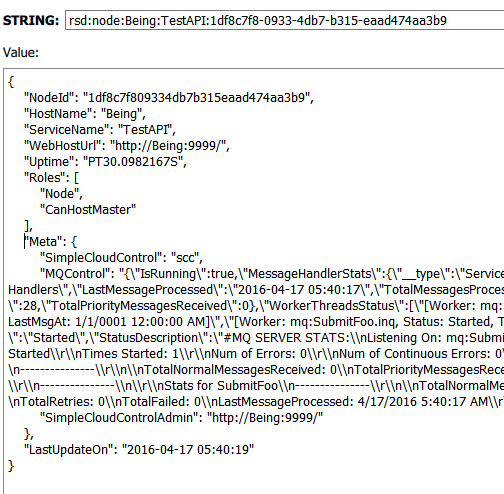 STRING: rsd:node:Being:TestAPI:1df8c7f8-0933-4db7-b315-eaad474aa3b9
Value:
{
"NodeId": "1df8c7f809334db7b315eaad474aa3b9",
"HostName": "Being",
"ServiceName": "TestAPI",
"WebHostUrl": "http://Being:9999/",
"Uptime": "PT30.0982167S",
"Roles": [
"Node",
"CanHostMaster"
],
"Meta": {
"SimpleCloudControl": "scc",
"MQControl": "{\"IsRunning\":true,\"MessageHandlerStats\":{\"__type\":\"Service
Handlers\",\"LastMessageProcessed\":\"2016-04-17 05:40:17\",\"TotalMessagesProces
\":28,\"TotalPriorityMessagesReceived\":0},\"WorkerThreadsStatus\":[\"[Worker: mq:
LastMsgAt: 1/1/0001 12:00:00 AM]\",\"[Worker: mq:SubmitFoo.inq, Status: Started, T
\":\"Started\",\"StatusDescription\":\"#MQ SERVER STATS:\\nListening On: mq:Submi
Started\\r\\nTimes Started: 1\\r\\nNum of Errors: 0\\r\\nNum of Continuous Errors: 0\
\n---------------\\r\\n\\nTotalNormalMessagesReceived: 0\\nTotalPriorityMessagesRece
\\r\\n---------------\\n\\r\\nStats for SubmitFoo\\n---------------\\r\\n\\nTotalNormalMe
\nTotalRetries: 0\\nTotalFailed: 0\\nLastMessageProcessed: 4/17/2016 5:40:17 AM\\r\
"SimpleCloudControlAdmin": "http://Being:9999/"
},
"LastUpdateOn": "2016-04-17 05:40:19"
}